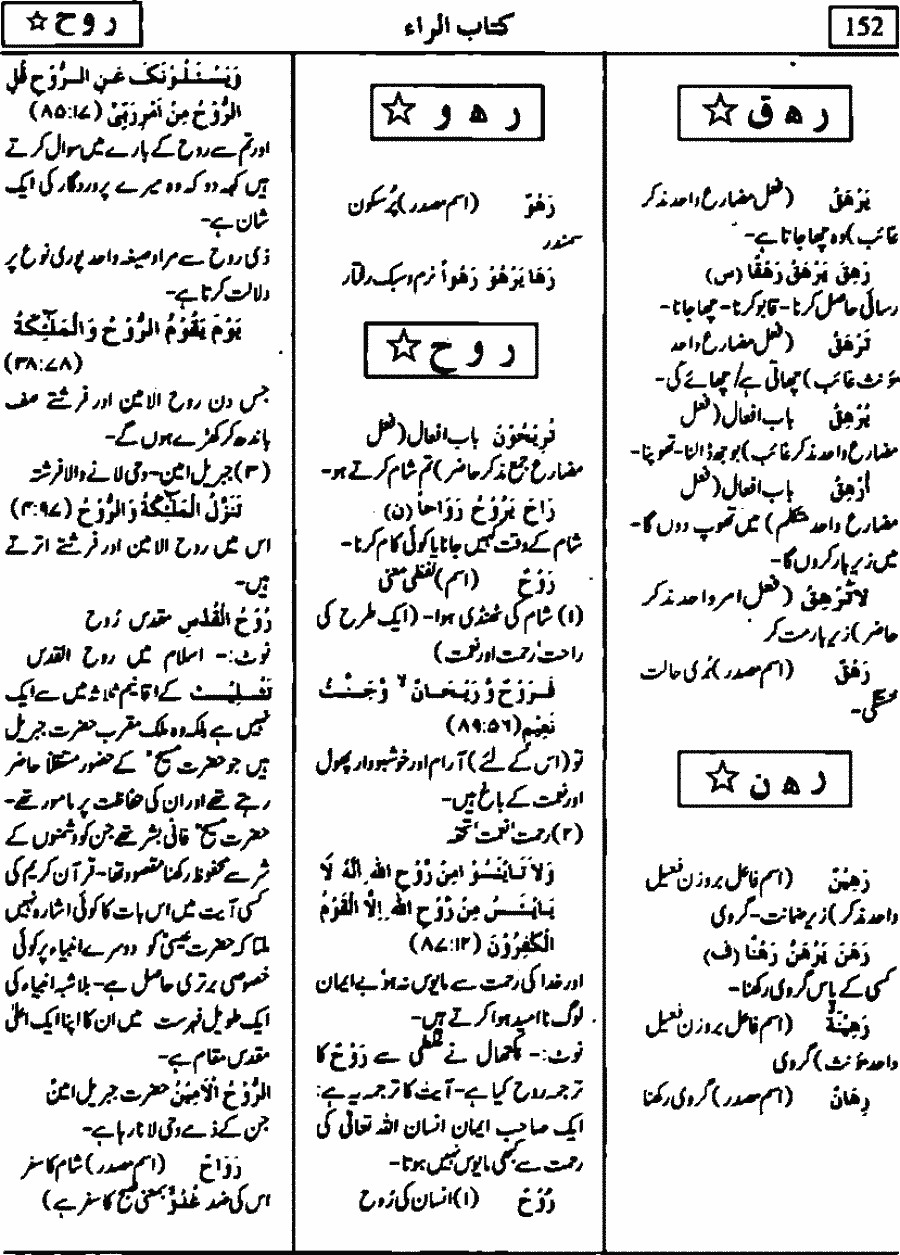 152
کتاب الراء
روح ☆
رھق ☆
یَرْهَقُ (فعل مضارع واحد مذکر
غائب) وہ چھا جاتا ہے۔
رَهِقَ یَرْهَقُ رَهَقًا (س)
رسائی حاصل کرنا۔ قابو کرنا۔ چھا جانا۔
تَرْهَقُ (فعل مضارع واحد
مؤنث غائب) چھاتی ہے/ چھائے گی۔
یُرْهِقُ باب افعال (فعل
مضارع واحد مذکر غائب) بوجھ ڈالنا۔ تھوپنا۔
اُرْهِقُ باب افعال (فعل
مضارع واحد متکلم) میں تھوپ دوں گا۔
میں زیر بار کروں گا۔
لَا تُرْهِقْ (فعل امر واحد مذکر
حاضر) زیر بار مت کر
رَهَقٌ (اسم مصدر) بُری حالت
رھن ☆
رَهِیْنٌ (اسم فاعل بروزن فعیل
واحد مذکر) زیر ضمانت۔ گروی
رَهَنَ یَرْهَنُ رَهْنًا (ف)
کسی کے پاس گروی رکھنا۔
رَهِیْنَةٌ (اسم فاعل بروزن فعیل
واحد مؤنث) گروی
رِهَانٌ (اسم مصدر) گروی رکھنا
رھو ☆
رَهْوٌ (اسم مصدر) پُرسکون
سمندر
رَهَا یَرْهُوْ رَهْواً نرم و سبک رفتار
روح ☆
تُرِیْحُوْنَ باب افعال (فعل
مضارع جمع مذکر حاضر) تم شام کرتے ہو۔
رَاحَ یَرُوْحُ رَوَاحاً (ن)
شام کے وقت کہیں جانا یا کوئی کام کرنا۔
رَوْحٌ (اسم) لفظی معنی
(۱) شام کی ٹھنڈی ہوا۔ (ایک طرح کی
راحت، رحمت اور نعمت)
فَرَوْحٌ وَّ رَیْحَانٌ ۙ وَّ جَنَّتُ
نَعِیْمٍ (۸۹:۵۶)
تو (اس کے لئے) آرام اور خوشبودار پھول
اور نعمت کے باغ ہیں۔
(۲) رحمت، نعمت، تحفہ
وَلَا تَایْئَسُوْا مِنْ رَّوْحِ اللهِ اِنَّهٗ لَا
یَایْئَسُ مِنْ رَّوْحِ اللهِ اِلَّا الْقَوْمُ
الْکٰفِرُوْنَ (۸۷:۱۲)
اور خدا کی رحمت سے مایوس نہ ہو، بے ایمان
لوگ ناامید ہوا کرتے ہیں۔
نوٹ:۔ پکتھال نے غلطی سے رَوْحٌ کا
ترجمہ روح کیا ہے۔ آیت کا ترجمہ یہ ہے:
ایک صاحب ایمان انسان اللہ تعالیٰ کی
رحمت سے کبھی مایوس نہیں ہوتا۔
رُوْحٌ (۱) انسان کی رُوح
وَیَسْئَلُوْنَکَ عَنِ الرُّوْحِ قُلِ
الرُّوْحُ مِنْ اَمْرِ رَبِّیْ (۸۵:۱۷)
اور تم سے روح کے بارے میں سوال کرتے
ہیں کہہ دو کہ وہ میرے پروردگار کی ایک
شان ہے۔
ذی روح سے مراد صیغہ واحد پوری نوع پر
دلالت کرتا ہے۔
یَوْمَ یَقُوْمُ الرُّوْحُ وَالْمَلٰٓئِکَةُ
(۳۸:۷۸)
جس دن روح الامین اور فرشتے صف
باندھ کر کھڑے ہوں گے۔
(۳) جبریل امین۔ وحی لانے والا فرشتہ
تَنَزَّلُ الْمَلٰٓئِکَةُ وَالرُّوْحُ (۴:۹۷)
اس میں روح الامین اور فرشتے اترتے
ہیں۔
رُوْحُ الْقُدُسِ مقدس رُوح
نوٹ:۔ اسلام میں روح القدس
تثلیث کے اقانیم ثلاثہ میں سے ایک
نہیں ہے بلکہ وہ ملک مقرب حضرت جبریل
ہیں جو حضرت مسیحؑ کے حضور مستقلاً حاضر
رہتے تھے اور ان کی حفاظت پر مامور تھے۔
حضرت مسیحؑ فانی بشر تھے جن کو دشمنوں کے
شر سے محفوظ رکھنا مقصود تھا۔ قرآن کریم کی
کسی آیت میں اس بات کا کوئی اشارہ نہیں
ملتا کہ حضرت عیسیٰؑ کو دوسرے انبیاء پر کوئی
خصوصی برتری حاصل ہے۔ بلاشبہ انبیاء کی
ایک طویل فہرست میں ان کا اپنا ایک اعلیٰ
مقدس مقام ہے۔
الرُّوْحُ الْاَمِیْنُ حضرت جبریل امینؑ
جن کے ذمے وحی لانا رہا ہے۔
رَوَاحٌ (اسم مصدر) شام کا سفر
اس کی ضد غُدُوٌّ بمعنی صبح کا سفر ہے)